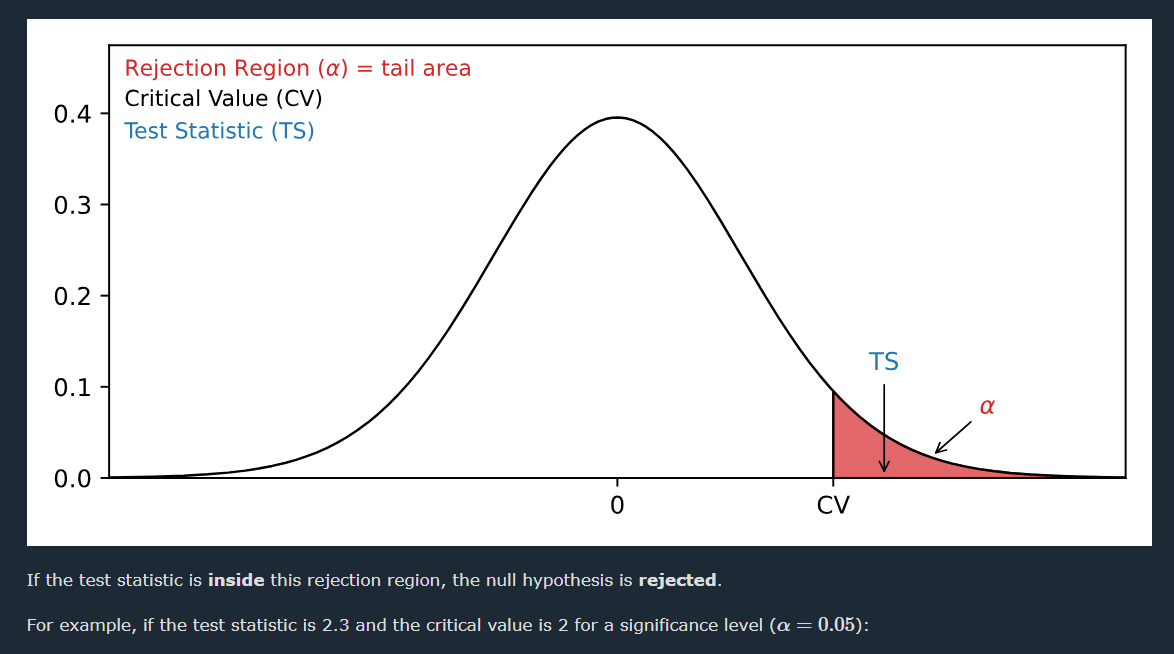 Rejection Region (α) = tail area
Critical Value (CV)
Test Statistic (TS)
0.4
0.3
0.2
0.1
0.0
TS
α
0
CV
If the test statistic is inside this rejection region, the null hypothesis is rejected.
For example, if the test statistic is 2.3 and the critical value is 2 for a significance level (α = 0.05):